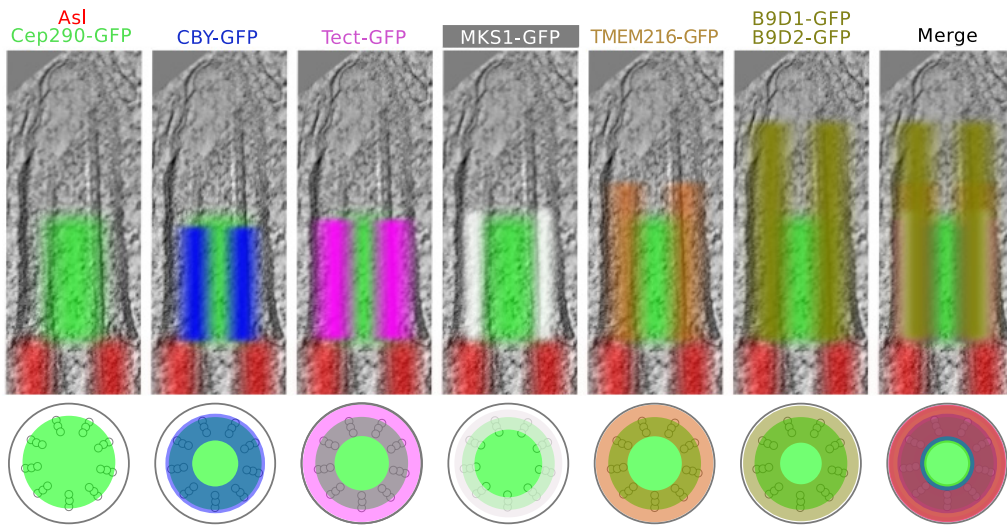 Asl
Cep290-GFP
CBY-GFP
Tect-GFP
MKS1-GFP
TMEM216-GFP
B9D1-GFP
B9D2-GFP
Merge